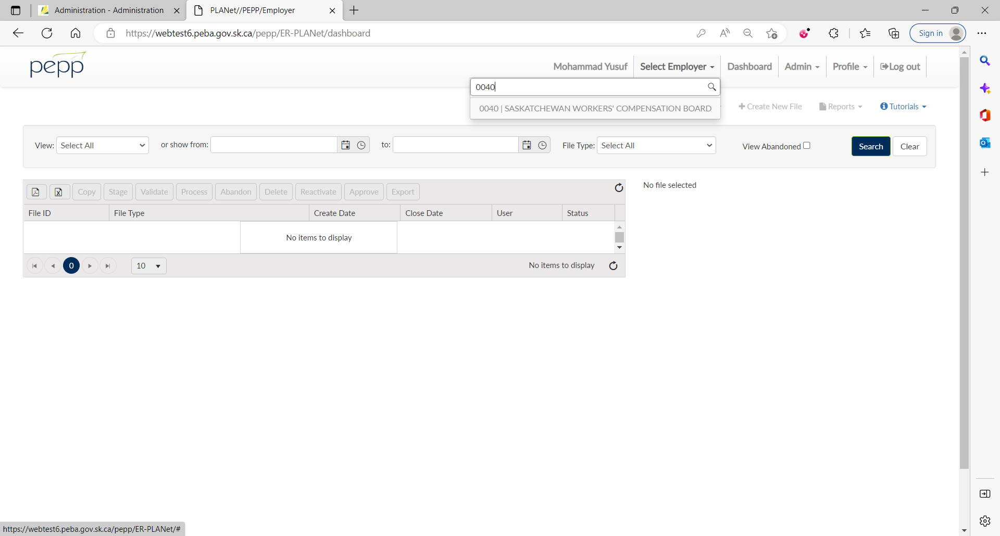 Administration - Administration
PLANet//PEPP/Employer
https://webtest6.peba.gov.sk.ca/pepp/ER-PLANet/dashboard
Sign in
pepp
Mohammad Yusuf
Select Employer
Dashboard
Admin
Profile
Log out
0040
0040 | SASKATCHEWAN WORKERS' COMPENSATION BOARD
Create New File
Reports
Tutorials
View: Select All
or show from:
to:
File Type: Select All
View Abandoned
Search
Clear
Copy
Stage
Validate
Process
Abandon
Delete
Reactivate
Approve
Export
No file selected
File ID
File Type
Create Date
Close Date
User
Status
No items to display
0
10
No items to display
https://webtest6.peba.gov.sk.ca/pepp/ER-PLANet/#